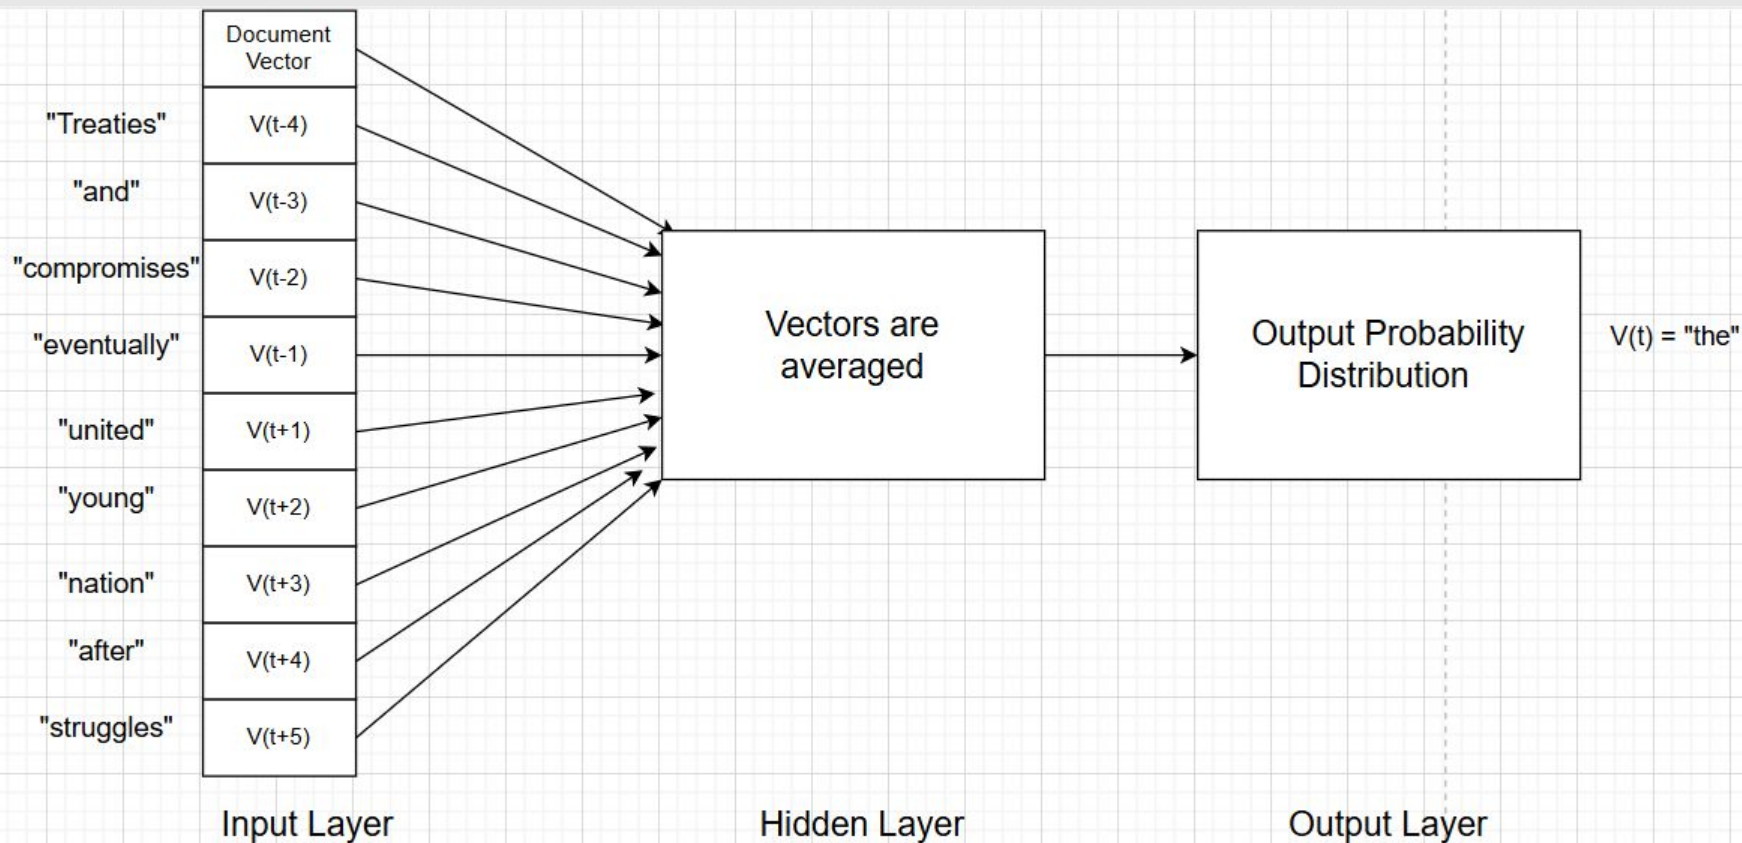 Document
Vector
"Treaties"
V(t-4)
"and"
V(t-3)
"compromises"
V(t-2)
"eventually"
V(t-1)
"united"
V(t+1)
"young"
V(t+2)
"nation"
V(t+3)
"after"
V(t+4)
"struggles"
V(t+5)
Vectors are
averaged
Output Probability
Distribution
V(t) = "the"
Input Layer
Hidden Layer
Output Layer